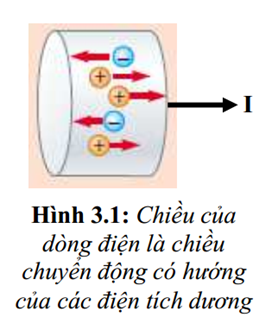 I
Hình 3.1: Chiều của
dòng điện là chiều
chuyển động có hướng
của các điện tích dương